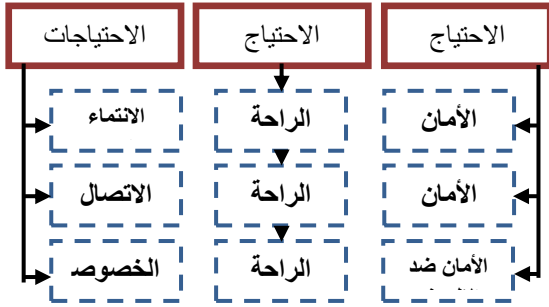 الاحتياج
الاحتياج
الاحتياجات
الأمان
الراحة
الانتماء
الأمان
الراحة
الاتصال
الأمان ضد
الراحة
الخصوص